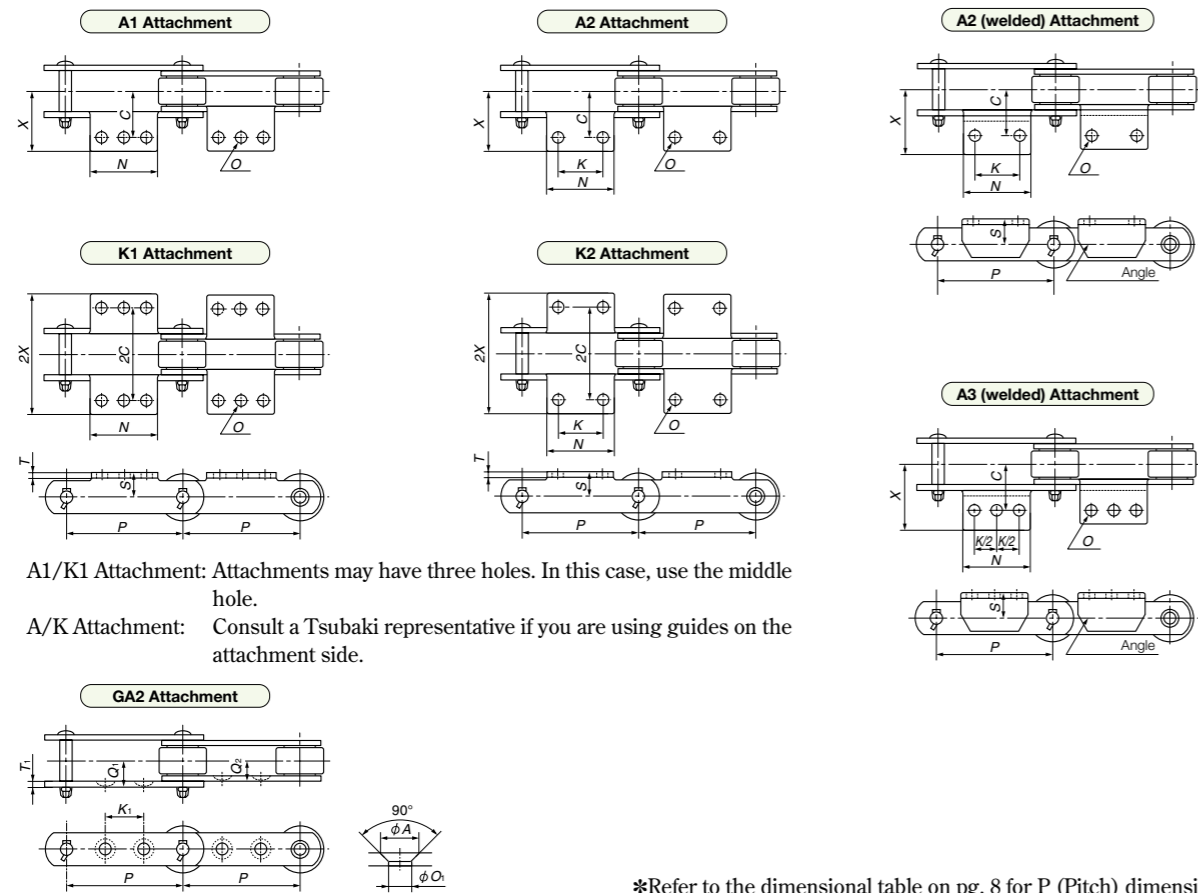 A1 Attachment
A2 Attachment
A2 (welded) Attachment
X
C
N
O
X
C
K
N
O
X
C
K
N
O
S
P
Angle
K1 Attachment
K2 Attachment
2X
2C
N
O
T
S
P
P
2X
2C
K
N
O
T
S
P
P
A3 (welded) Attachment
X
C
K/2 K/2
N
O
S
P
Angle
A1/K1 Attachment: Attachments may have three holes. In this case, use the middle
hole.
A/K Attachment: Consult a Tsubaki representative if you are using guides on the
attachment side.
GA2 Attachment
T1
Q1
Q2
K1
P
P
90°
φA
φO1
*Refer to the dimensional table on pg. 8 for P (Pitch) dimensi